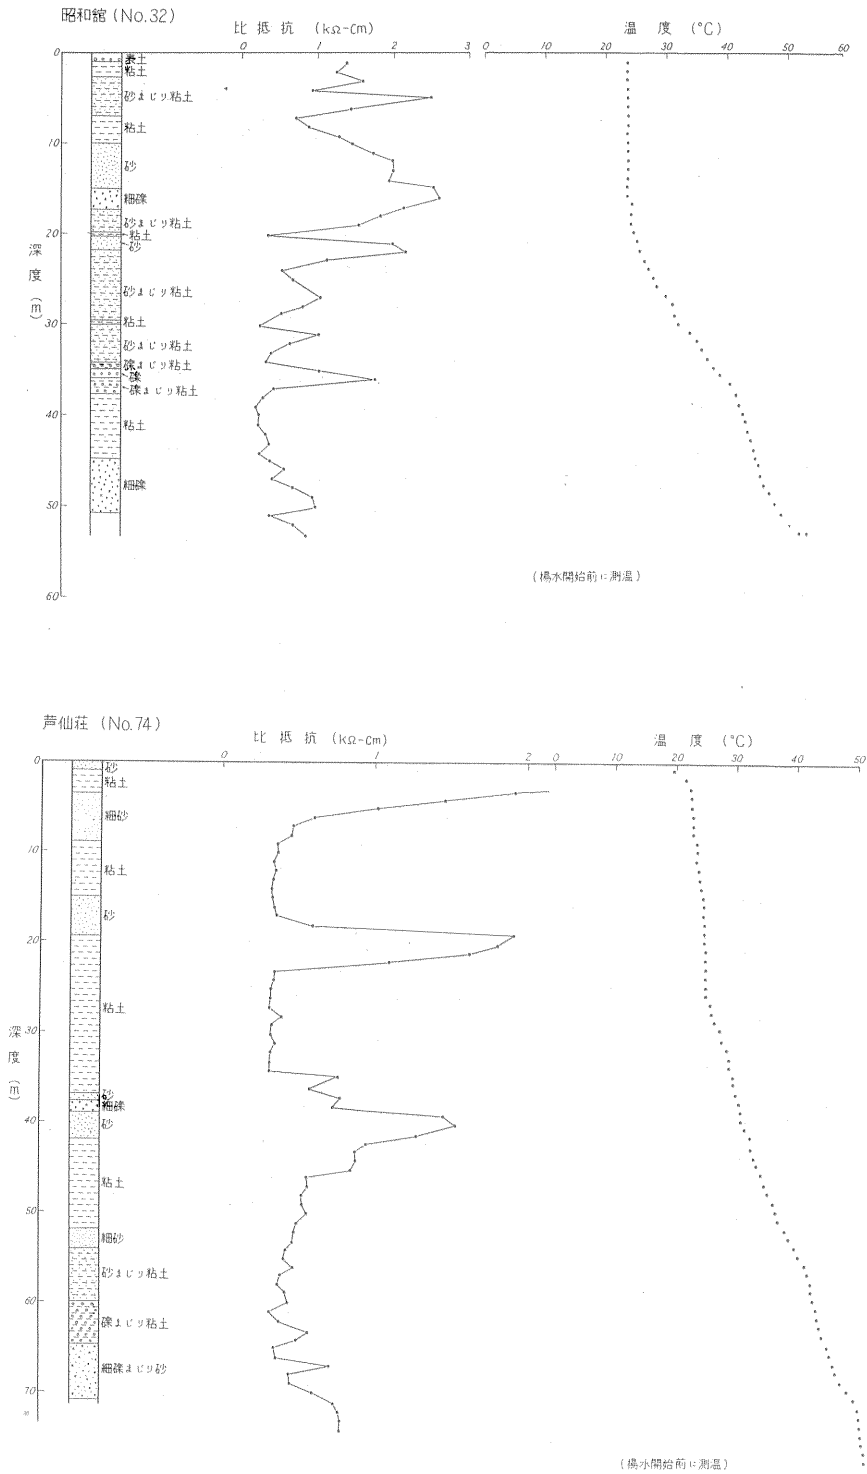 昭和舘 (No.32)
比 抵 抗 (kΩ-cm)
温 度 (°C)
0 1 2 3
0 10 20 30 40 50 60
深度 (m)
0
10
20
30
40
50
60
表土
粘土
砂まじり粘土
粘土
砂
細礫
砂まじり粘土
粘土
砂
砂まじり粘土
粘土
砂まじり粘土
礫まじり粘土
礫
礫まじり粘土
粘土
細礫
(揚水開始前に測温)
芦仙荘 (No.74)
比 抵 抗 (kΩ-cm)
温 度 (°C)
0 1 2
0 10 20 30 40 50
深度 (m)
0
10
20
30
40
50
60
70
砂
粘土
細砂
粘土
砂
粘土
砂
細礫
砂
粘土
細砂
砂まじり粘土
礫まじり粘土
細礫まじり砂
(揚水開始前に測温)